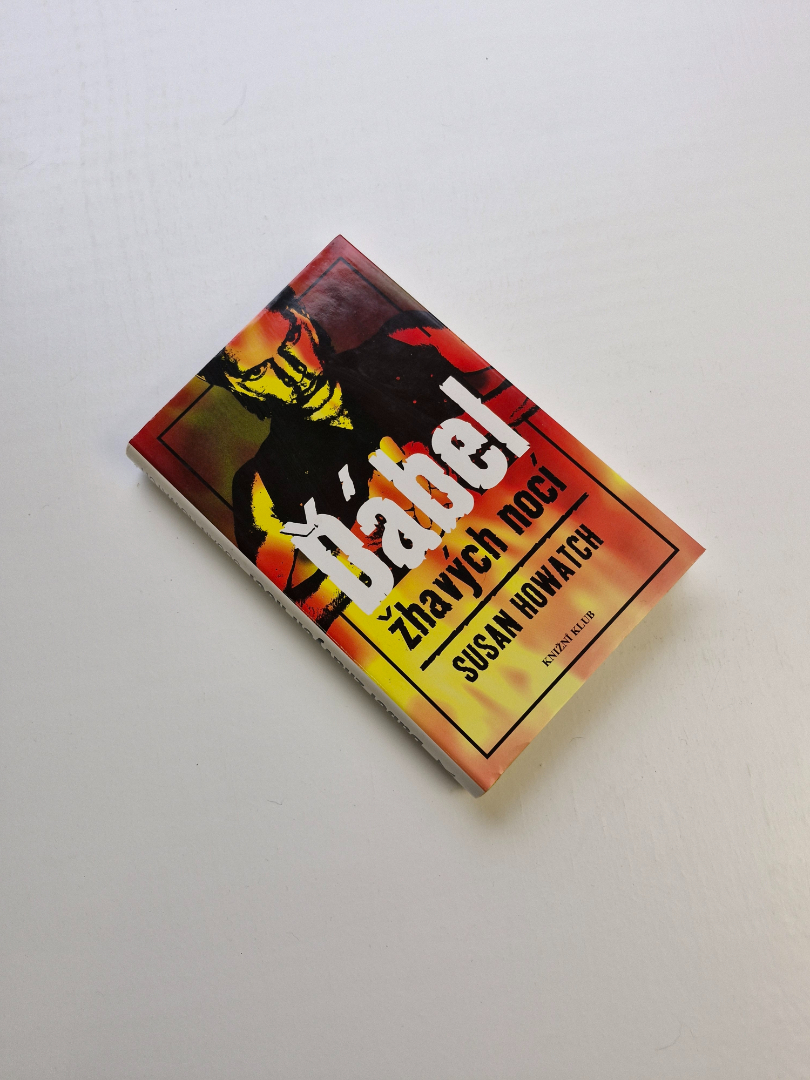 Ďábel
žhavých nocí
SUSAN HOWATCH
KNIŽNÍ KLUB